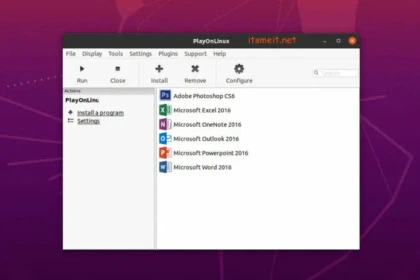 PlayOnLinux
itsmeit.net
File Display Tools Settings Plugins Support Help
Run Close Install Remove Configure
Search
Actions
PlayOnLinu
Install a program
Settings
Adobe Photoshop CS6
Microsoft Excel 2016
Microsoft OneNote 2016
Microsoft Outlook 2016
Microsoft Powerpoint 2016
Microsoft Word 2016